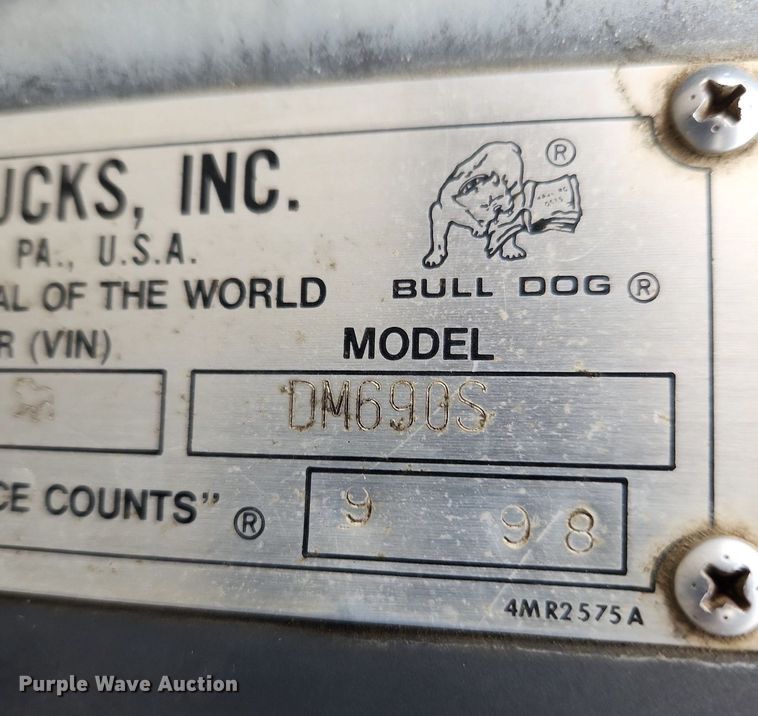 UCKS, INC.
®
PA., U.S.A.
AL OF THE WORLD
BULL DOG ®
R (VIN)
MODEL
DM690S
CE COUNTS" ®
9 98
4MR2575A
Purple Wave Auction